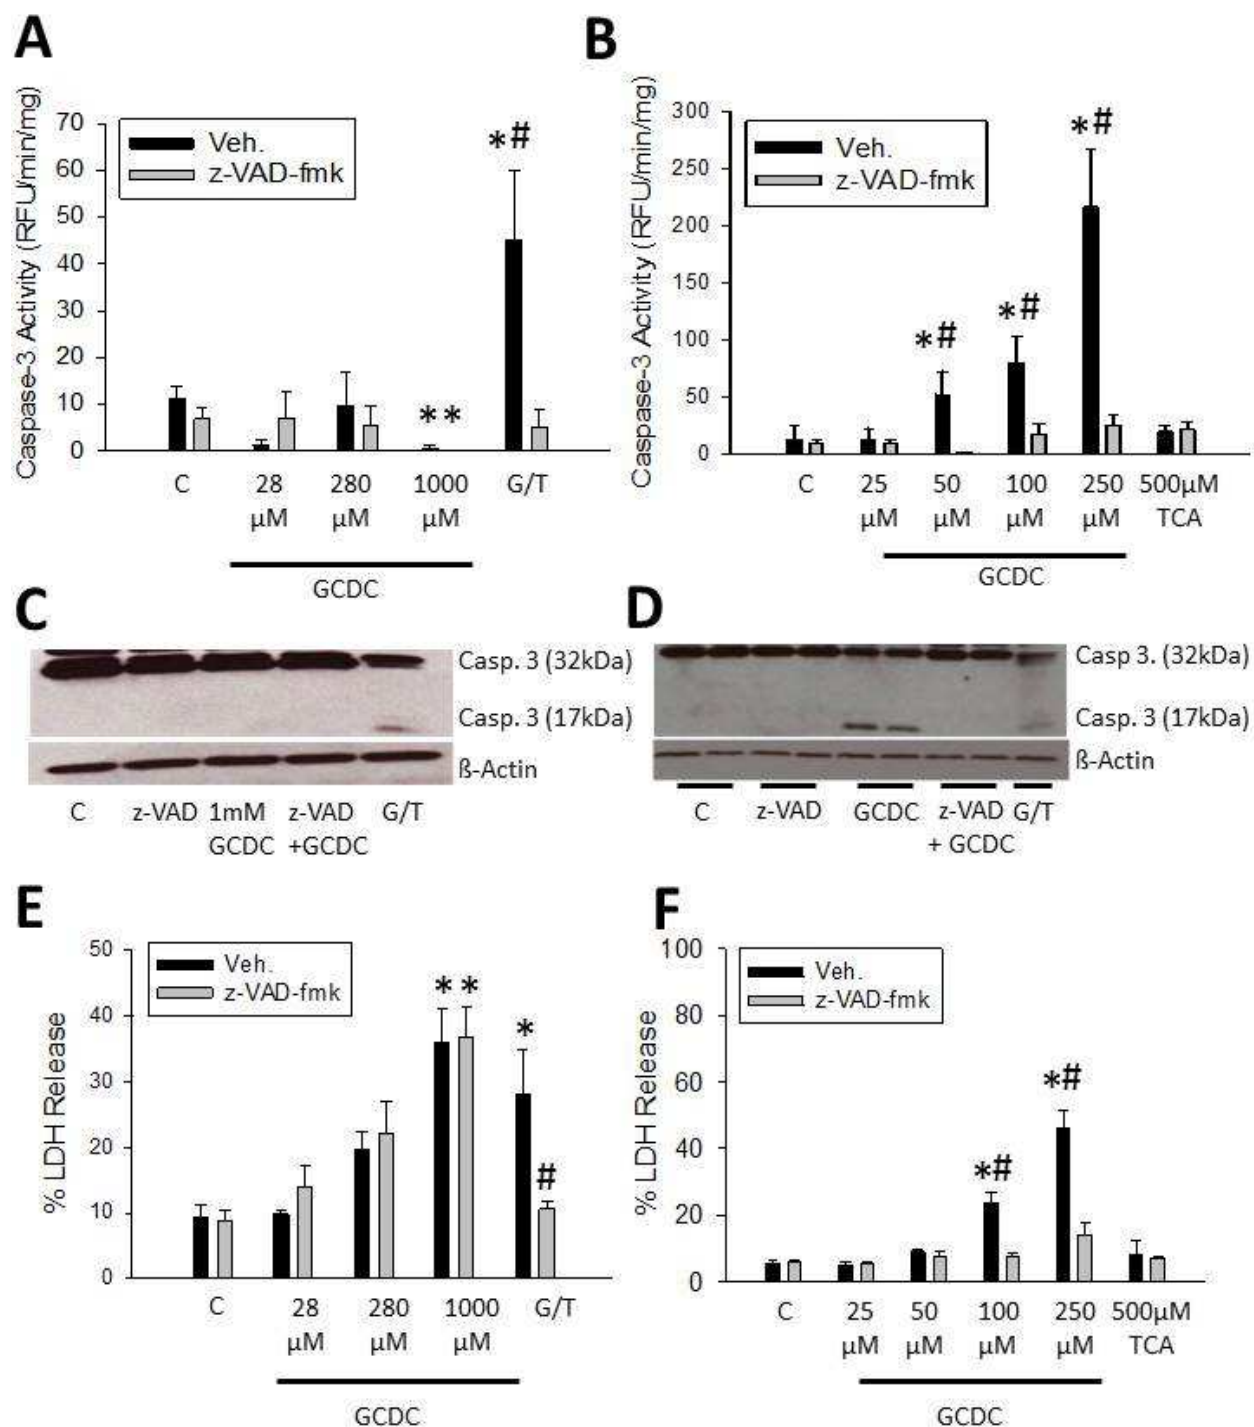 A
Caspase-3 Activity (RFU/min/mg)
70
60
50
40
30
20
10
0
Veh.
z-VAD-fmk
* *
*#
C
28
µM
280
µM
1000
µM
G/T
GCDC
B
Caspase-3 Activity (RFU/min/mg)
300
250
200
150
100
50
0
Veh.
z-VAD-fmk
*#
*#
*#
C
25
µM
50
µM
100
µM
250
µM
500µM
TCA
GCDC
C
Casp. 3 (32kDa)
Casp. 3 (17kDa)
ß-Actin
C
z-VAD
1mM
GCDC
z-VAD
+GCDC
G/T
D
Casp 3. (32kDa)
Casp. 3 (17kDa)
ß-Actin
C
z-VAD
GCDC
z-VAD
+ GCDC
G/T
E
% LDH Release
50
40
30
20
10
0
Veh.
z-VAD-fmk
* *
*
#
C
28
µM
280
µM
1000
µM
G/T
GCDC
F
% LDH Release
100
80
60
40
20
0
Veh.
z-VAD-fmk
*#
*#
C
25
µM
50
µM
100
µM
250
µM
500µM
TCA
GCDC